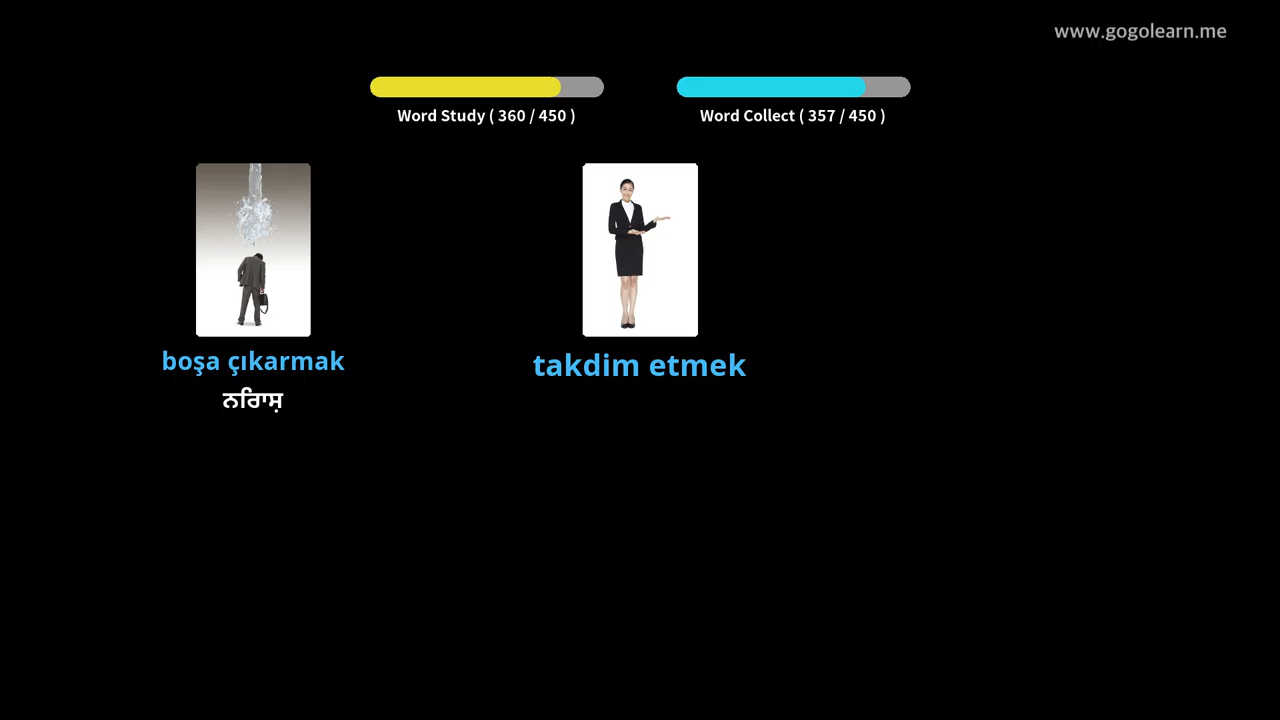 www.gogolearn.me
Word Study ( 360 / 450 )
Word Collect ( 357 / 450 )
boşa çıkarmak
ਨਿਰਾਸ਼
takdim etmek